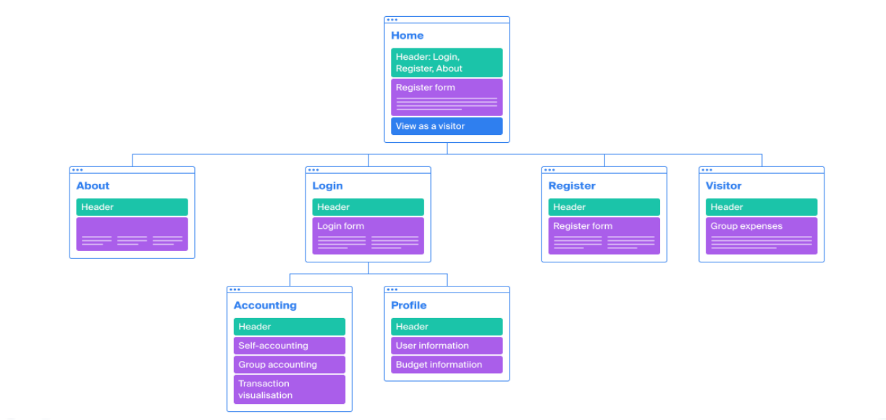 Home
Header: Login,
Register, About
Register form
View as a visitor
About
Header
Login
Header
Login form
Register
Header
Register form
Visitor
Header
Group expenses
Accounting
Header
Self-accounting
Group accounting
Transaction
visualisation
Profile
Header
User information
Budget informatiion